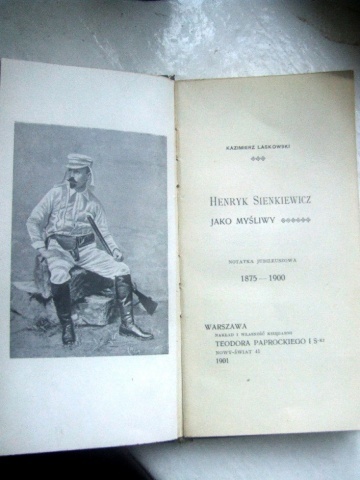 KAZIMIERZ LASKOWSKI
HENRYK SIENKIEWICZ
JAKO MYŚLIWY
NOTATKA JUBILEUSZOWA
1875—1900
WARSZAWA
NAKŁAD I WŁASNOŚĆ KSIĘGARNI
TEODORA PAPROCKIEGO I S-KI
NOWY-ŚWIAT 41
1901